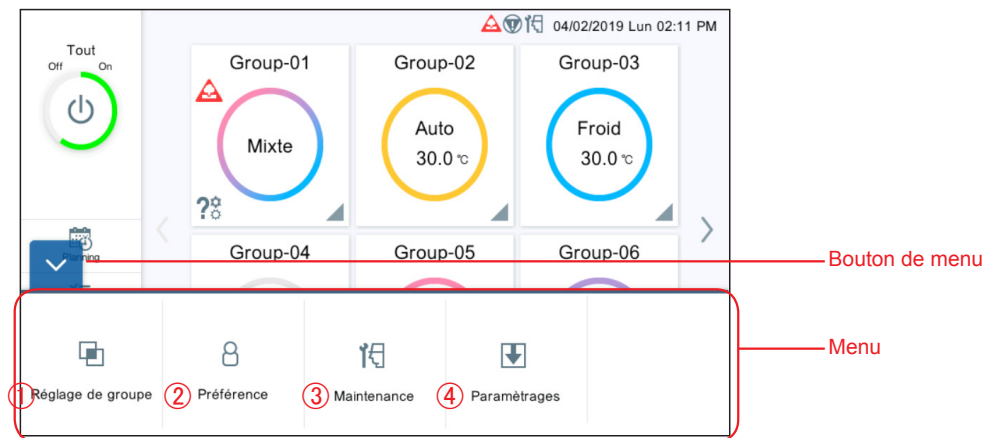 04/02/2019 Lun 02:11 PM
Tout
Off On
Group-01
Mixte
Group-02
Auto
30.0 ℃
Group-03
Froid
30.0 ℃
Planning
Group-04
Group-05
Group-06
Bouton de menu
Menu
① Réglage de groupe
② Préférence
③ Maintenance
④ Paramètrages